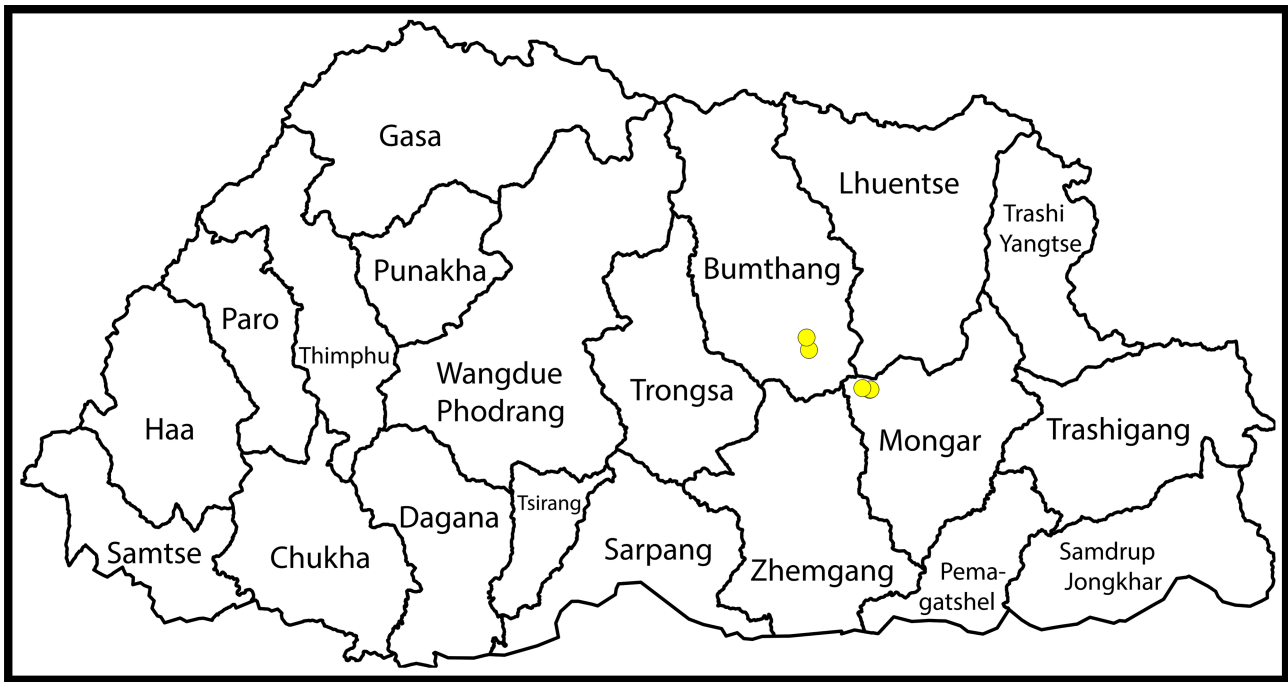 Gasa
Lhuentse
Trashi
Yangtse
Punakha
Bumthang
Paro
Thimphu
Wangdue
Phodrang
Trongsa
Haa
Mongar
Trashigang
Tsirang
Dagana
Samtse
Chukha
Sarpang
Zhemgang
Pema-
gatshel
Samdrup
Jongkhar